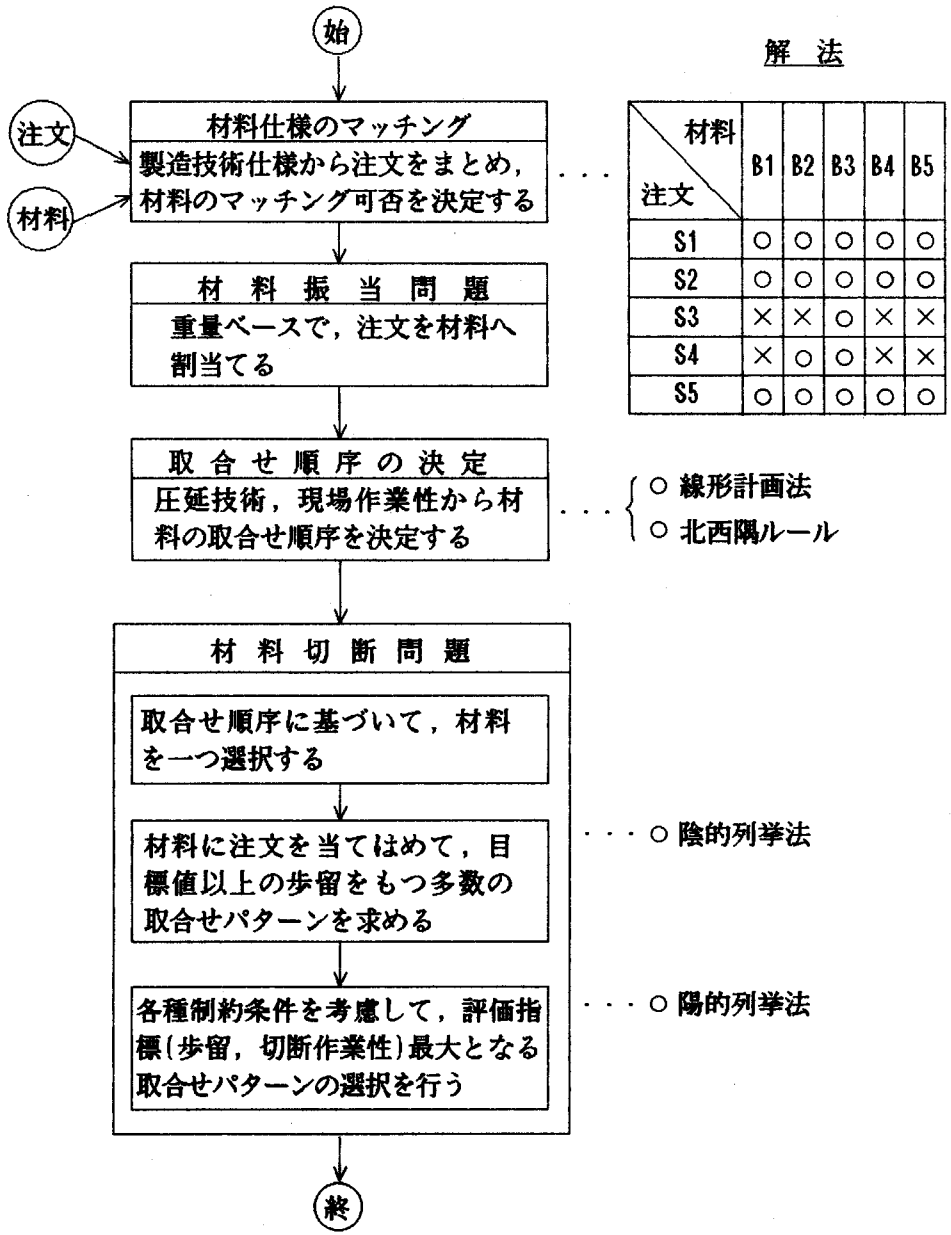 始
解 法
注文
材料
材料仕様のマッチング
製造技術仕様から注文をまとめ，
材料のマッチング可否を決定する
・・・
材料 B1 B2 B3 B4 B5
注文
S1 ○ ○ ○ ○ ○
S2 ○ ○ ○ ○ ○
S3 × × ○ × ×
S4 × ○ ○ × ×
S5 ○ ○ ○ ○ ○
材料振当問題
重量ベースで，注文を材料へ
割当てる
取合せ順序の決定
圧延技術，現場作業性から材
料の取合せ順序を決定する
・・・
○ 線形計画法
○ 北西隅ルール
材料切断問題
取合せ順序に基づいて，材料
を一つ選択する
材料に注文を当てはめて，目
標値以上の歩留をもつ多数の
取合せパターンを求める
・・・○ 陰的列挙法
各種制約条件を考慮して，評価指
標(歩留，切断作業性)最大となる
取合せパターンの選択を行う
・・・○ 陽的列挙法
終